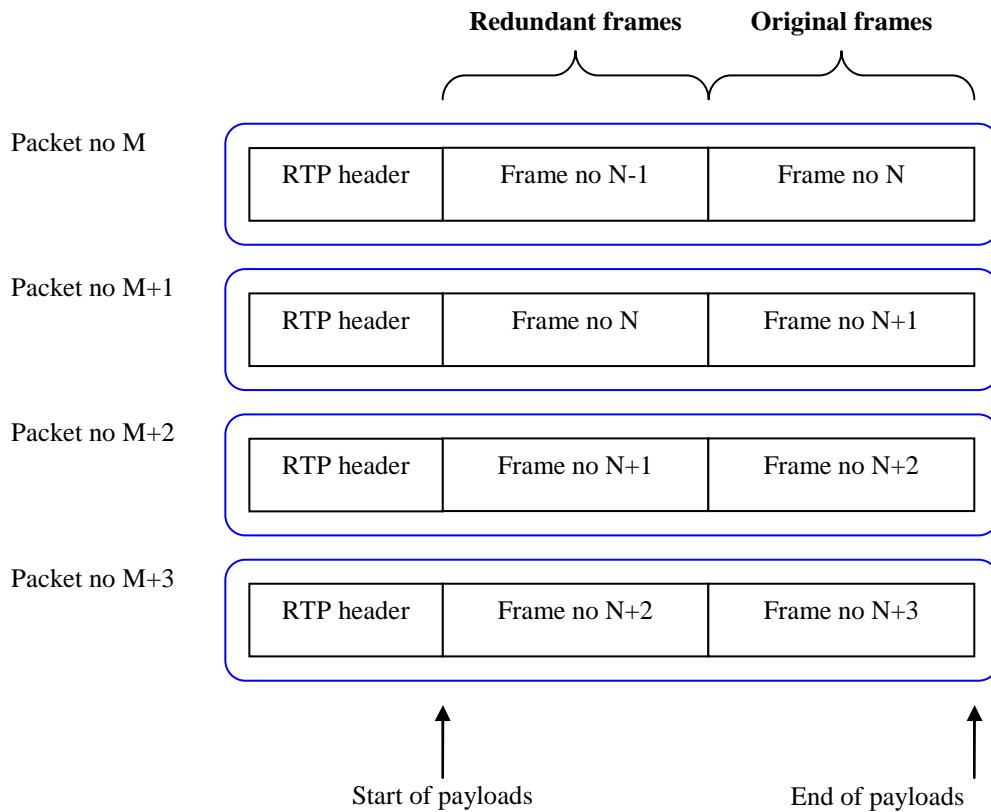 Redundant frames Original frames
Packet no M
RTP header Frame no N-1 Frame no N
Packet no M+1
RTP header Frame no N Frame no N+1
Packet no M+2
RTP header Frame no N+1 Frame no N+2
Packet no M+3
RTP header Frame no N+2 Frame no N+3
Start of payloads End of payloads